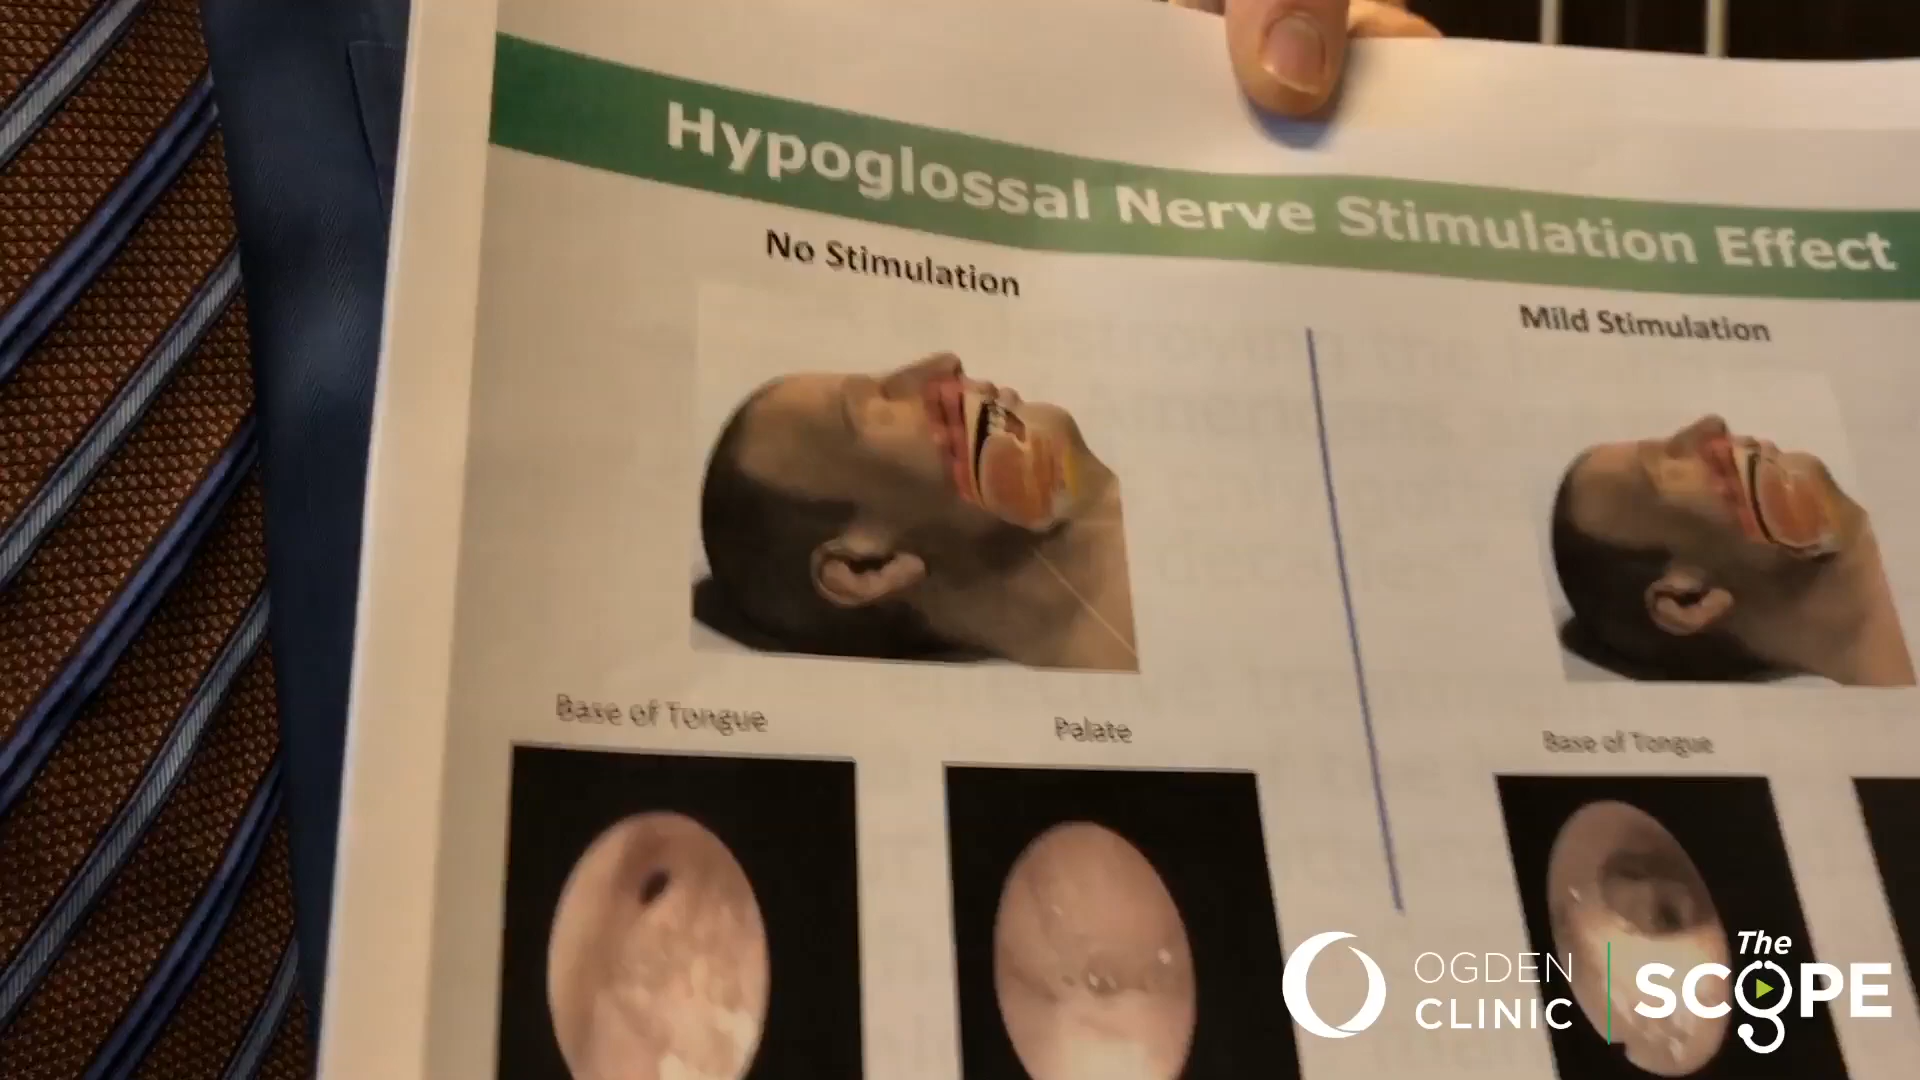 Hypoglossal Nerve Stimulation Effect
No Stimulation
Mild Stimulation
Base of Tongue
Palate
Base of Tongue
OGDEN
CLINIC
The
SCOPE